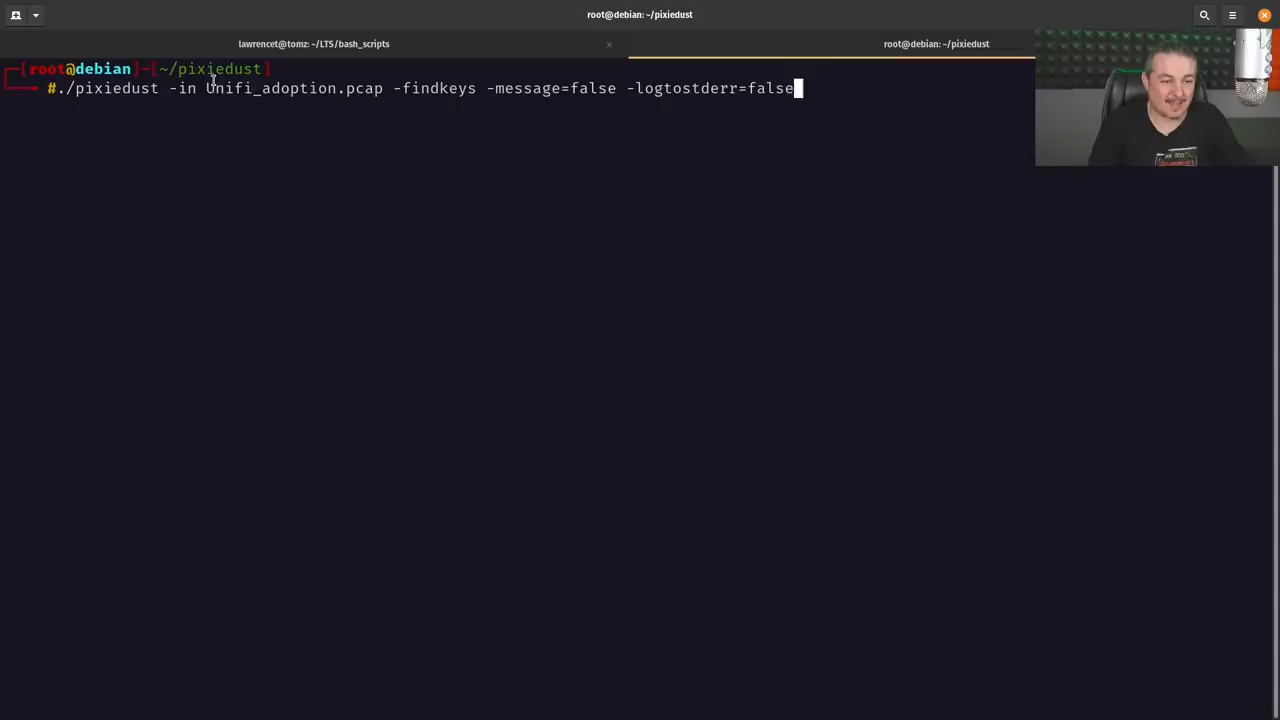 root@debian: ~/pixiedust
lawrencet@tomz: ~/LTS/bash_scripts
root@debian: ~/pixiedust
[root@debian]-[~/pixiedust]
#./pixiedust -in Unifi_adoption.pcap -findkeys -message=false -logtostderr=false